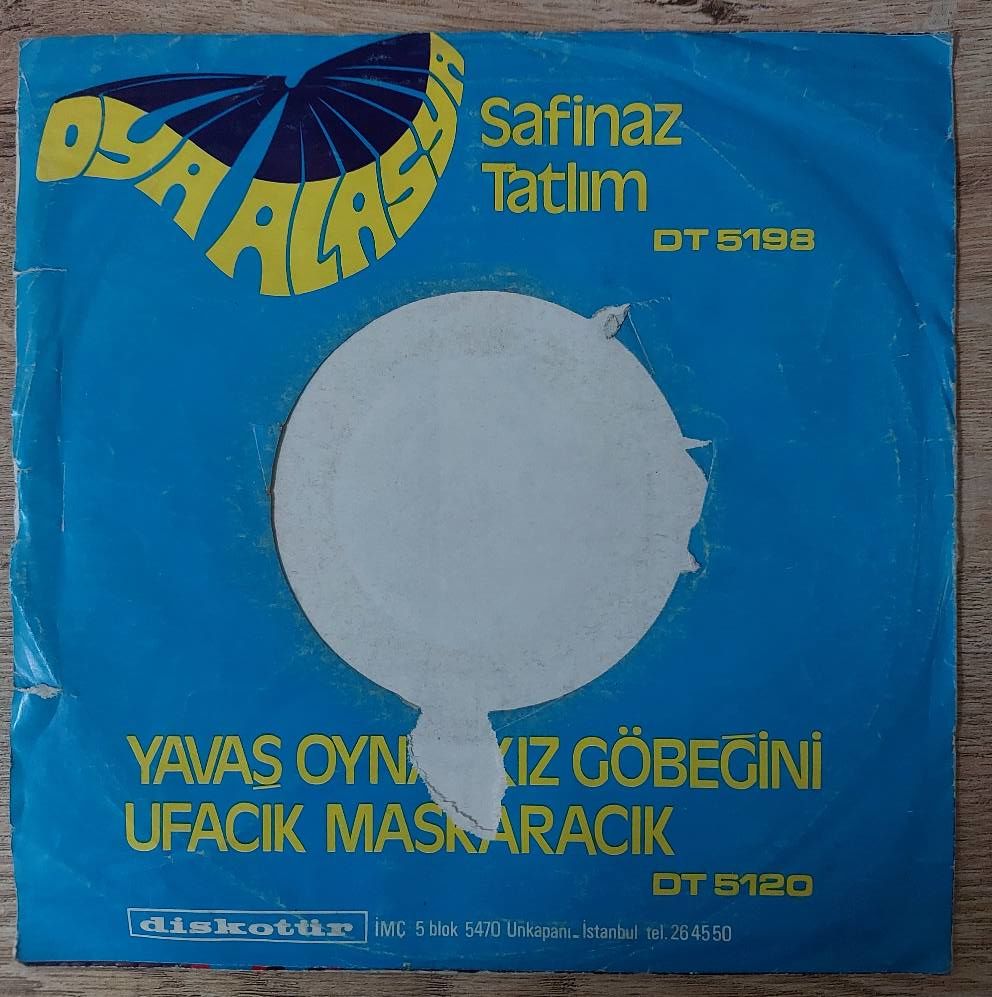 OYA ALASYA
Safinaz
Tatlım
DT 5198
YAVAŞ OYNA KIZ GÖBEĞİNİ
UFACIK MASKARACIK
DT 5120
diskotür
İMÇ 5 blok 5470 Unkapanı_İstanbul tel. 26 45 50